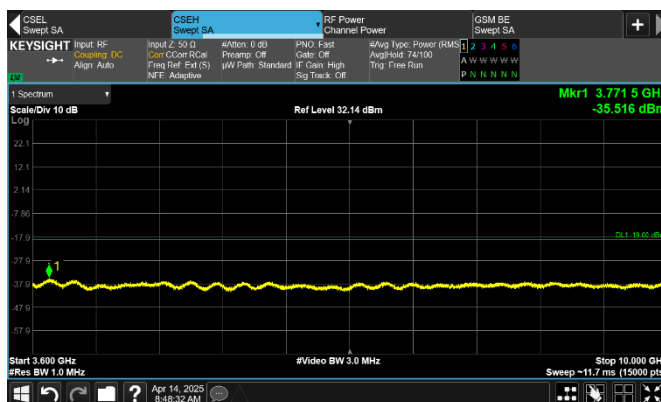 CSEL
Swept SA
CSEH
Swept SA
RF Power
Channel Power
GSM BE
Swept SA
+
KEYSIGHT
Input: RF
Coupling: DC
Align: Auto
Input Z: 50 Ω
Corr CCorr RCal
Freq Ref: Ext (S)
NFE: Adaptive
#Atten: 0 dB
Preamp: Off
µW Path: Standard
PNO: Fast
Gate: Off
IF Gain: High
Sig Track: Off
#Avg Type: Power (RMS
Avg|Hold: 74/100
Trig: Free Run
1 2 3 4 5 6
A W W W W W
P N N N N N
1 Spectrum
Scale/Div 10 dB
Log
Ref Level 32.14 dBm
Mkr1 3.771 5 GH
-35.516 dBm
22.1
12.1
2.14
-7.86
-17.9
-27.9
-37.9
-47.9
-57.9
DL1 -19.00 dB
1
Start 3.600 GHz
#Res BW 1.0 MHz
#Video BW 3.0 MHz
Stop 10.000 GH
Sweep ~11.7 ms (15000 pts
?
Apr 14, 2025
8:48:32 AM